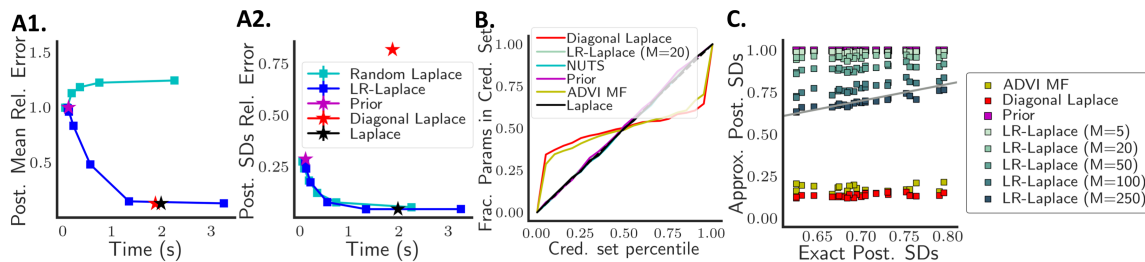 A1.
Post. Mean Rel. Error
1.5
1.0
0.5
0 1 2 3
Time (s)
A2.
Post. SDs Rel. Error
0.75
0.25
0 1 2 3
Time (s)
Random Laplace
LR-Laplace
Prior
Diagonal Laplace
Laplace
B.
Frac. Params in Cred. Set
1.00
0.75
0.50
0.25
0.00
0.00 0.25 0.50 0.75 1.00
Cred. set percentile
Diagonal Laplace
LR-Laplace (M=20)
NUTS
Prior
ADVI MF
Laplace
C.
Approx. Post. SDs
1.00
0.75
0.50
0.25
0.00
0.65 0.70 0.75 0.80
Exact Post. SDs
ADVI MF
Diagonal Laplace
Prior
LR-Laplace (M=5)
LR-Laplace (M=20)
LR-Laplace (M=50)
LR-Laplace (M=100)
LR-Laplace (M=250)